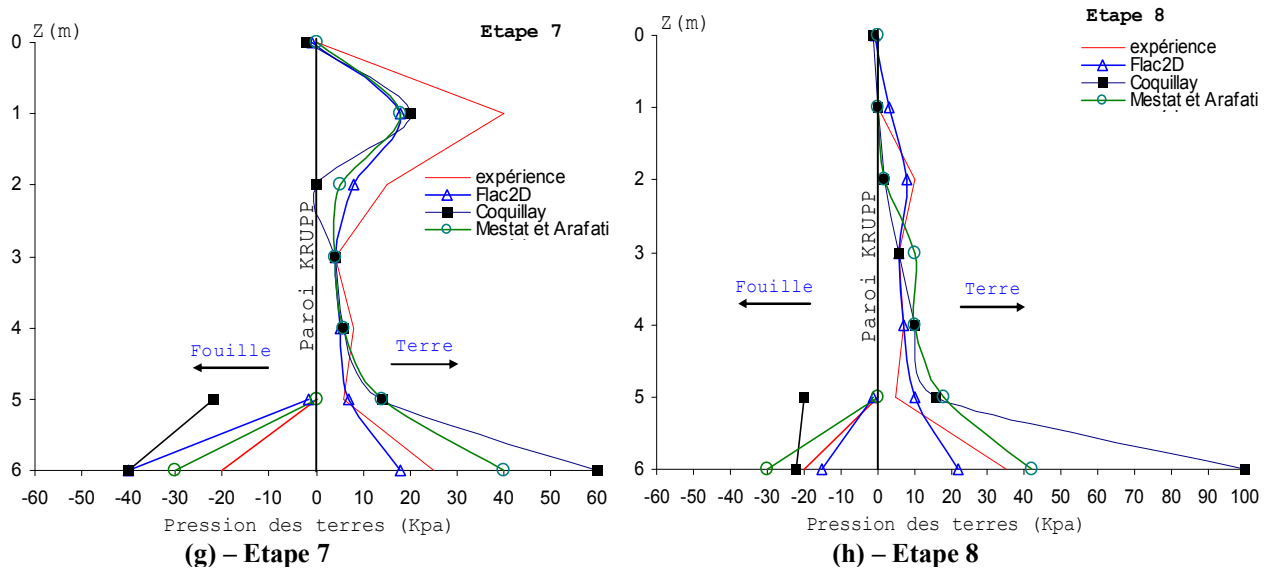 Z(m)
Etape 7
0
1
2
3
4
5
6
expérience
Flac2D
Coquillay
Mestat et Arafati
Paroi KRUPP
Fouille
Terre
-60 -50 -40 -30 -20 -10 0 10 20 30 40 50 60
Pression des terres (Kpa)
(g) – Etape 7
Z(m)
Etape 8
0
1
2
3
4
5
6
expérience
Flac2D
Coquillay
Mestat et Arafati
Paroi KRUPP
Fouille
Terre
-60 -50 -40 -30 -20 -10 0 10 20 30 40 50 60 70 80 90 100
Pression des terres (Kpa)
(h) – Etape 8